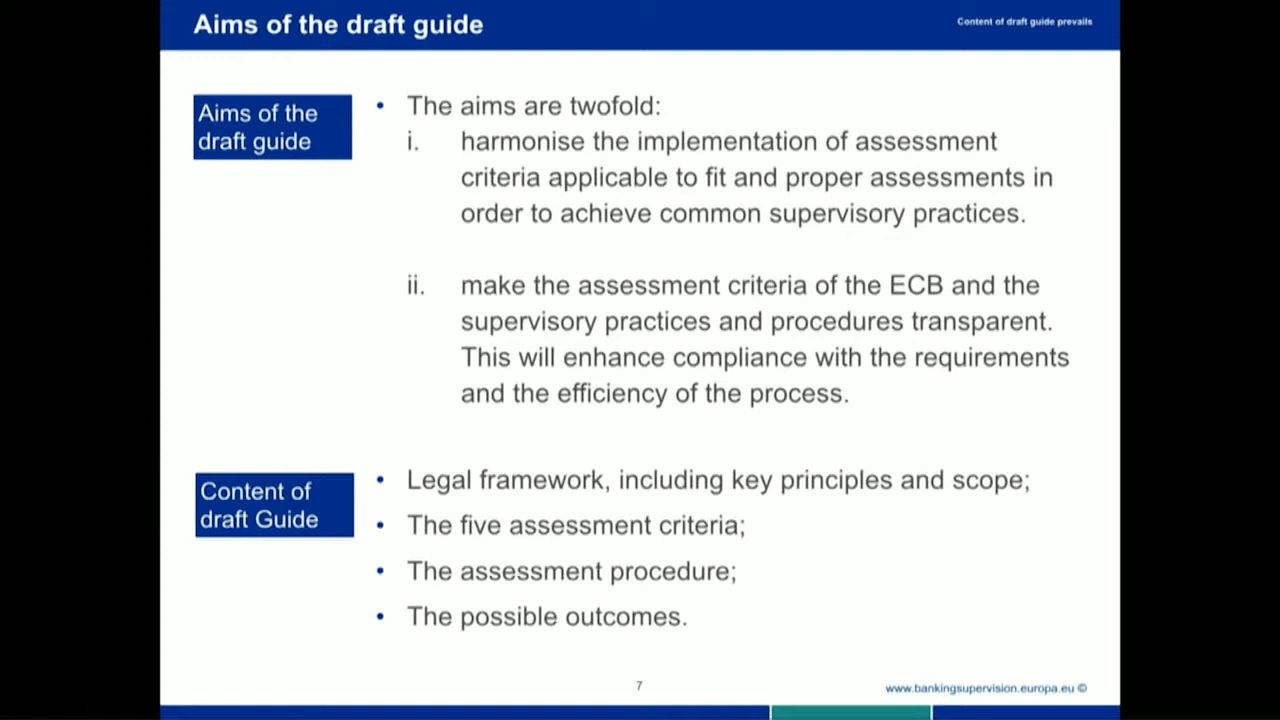 Aims of the draft guide
Content of draft guide prevails
Aims of the
draft guide
• The aims are twofold:
i. harmonise the implementation of assessment
criteria applicable to fit and proper assessments in
order to achieve common supervisory practices.
ii. make the assessment criteria of the ECB and the
supervisory practices and procedures transparent.
This will enhance compliance with the requirements
and the efficiency of the process.
Content of
draft Guide
• Legal framework, including key principles and scope;
• The five assessment criteria;
• The assessment procedure;
• The possible outcomes.
7
www.bankingsupervision.europa.eu ©